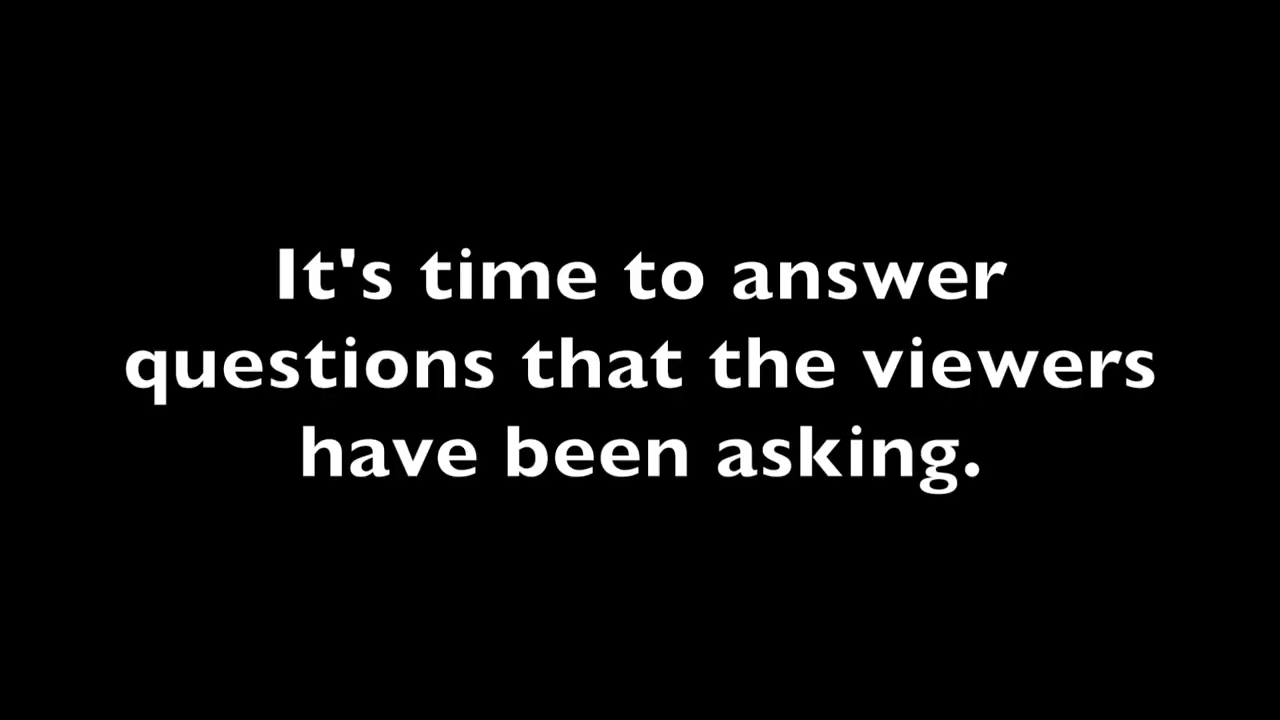 It's time to answer
questions that the viewers
have been asking.